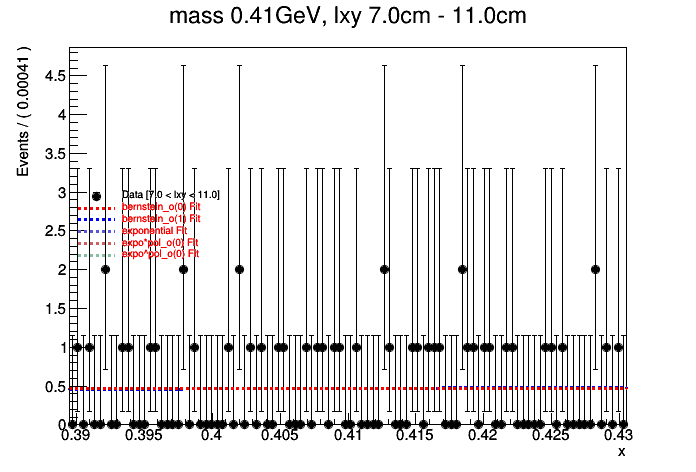 mass 0.41GeV, lxy 7.0cm - 11.0cm
Events / ( 0.00041 )
4.5
4
3.5
3
2.5
2
1.5
1
0.5
0
Data [7.0 < lxy < 11.0]
bernstein_o(0) Fit
bernstein_o(1) Fit
exponential Fit
expo*pol_o(0) Fit
expo^pol_o(0) Fit
0.39 0.395 0.4 0.405 0.41 0.415 0.42 0.425 0.43
x